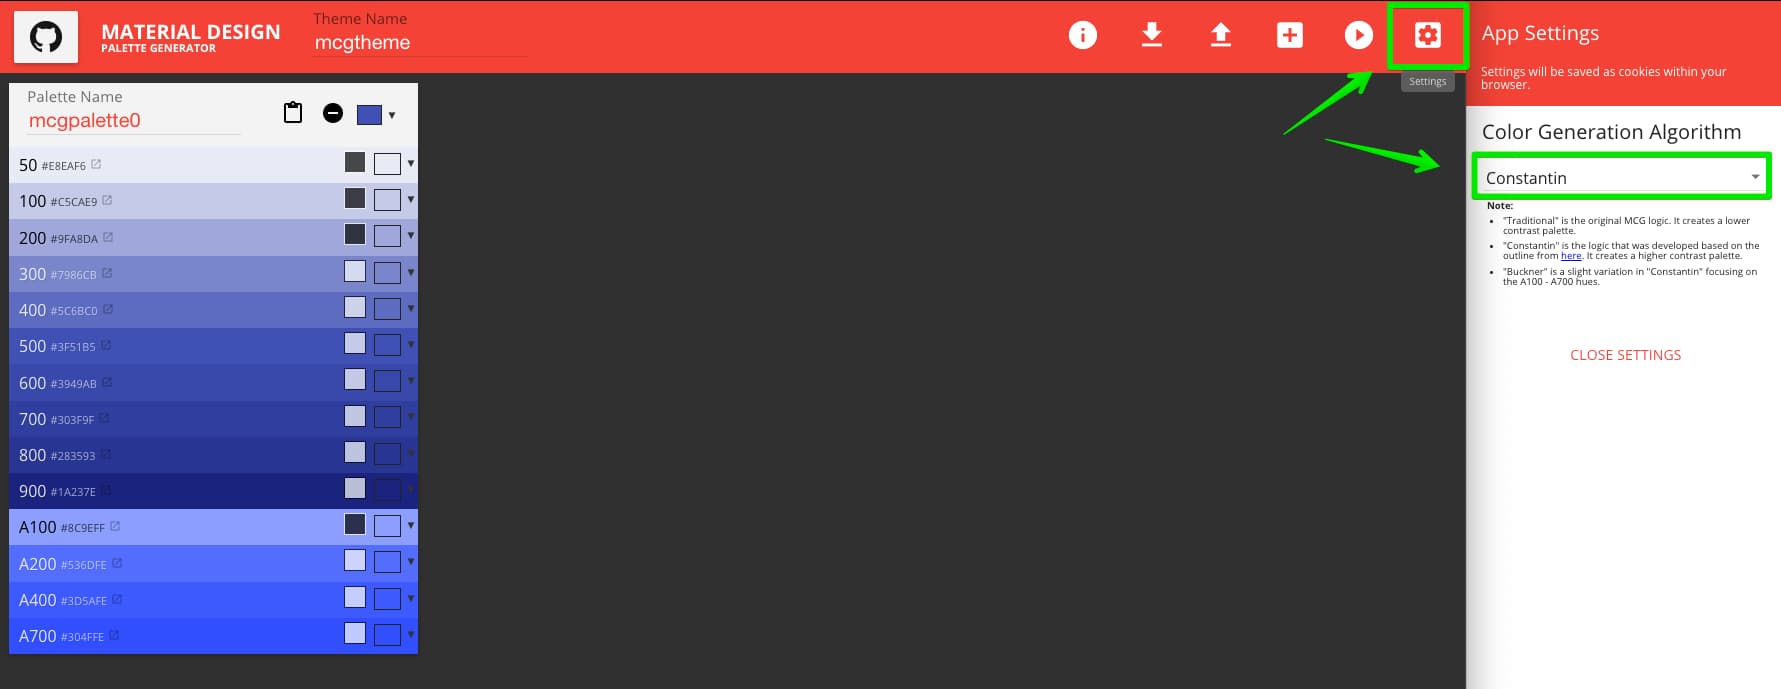 MATERIAL DESIGN
PALETTE GENERATOR
Theme Name
mcgtheme
Settings
Palette Name
mcgpalette0
50 #E8EAF6
100 #C5CAE9
200 #9FA8DA
300 #7986CB
400 #5C6BC0
500 #3F51B5
600 #3949AB
700 #303F9F
800 #283593
900 #1A237E
A100 #8C9EFF
A200 #536DFE
A400 #3D5AFE
A700 #304FFE
App Settings
Settings will be saved as cookies within your
browser.
Color Generation Algorithm
Constantin
Note:
"Traditional" is the original MCG logic. It creates a lower
contrast palette.
"Constantin" is the logic that was developed based on the
outline from here. It creates a higher contrast palette.
"Buckner" is a slight variation in "Constantin" focusing on
the A100 - A700 hues.
CLOSE SETTINGS